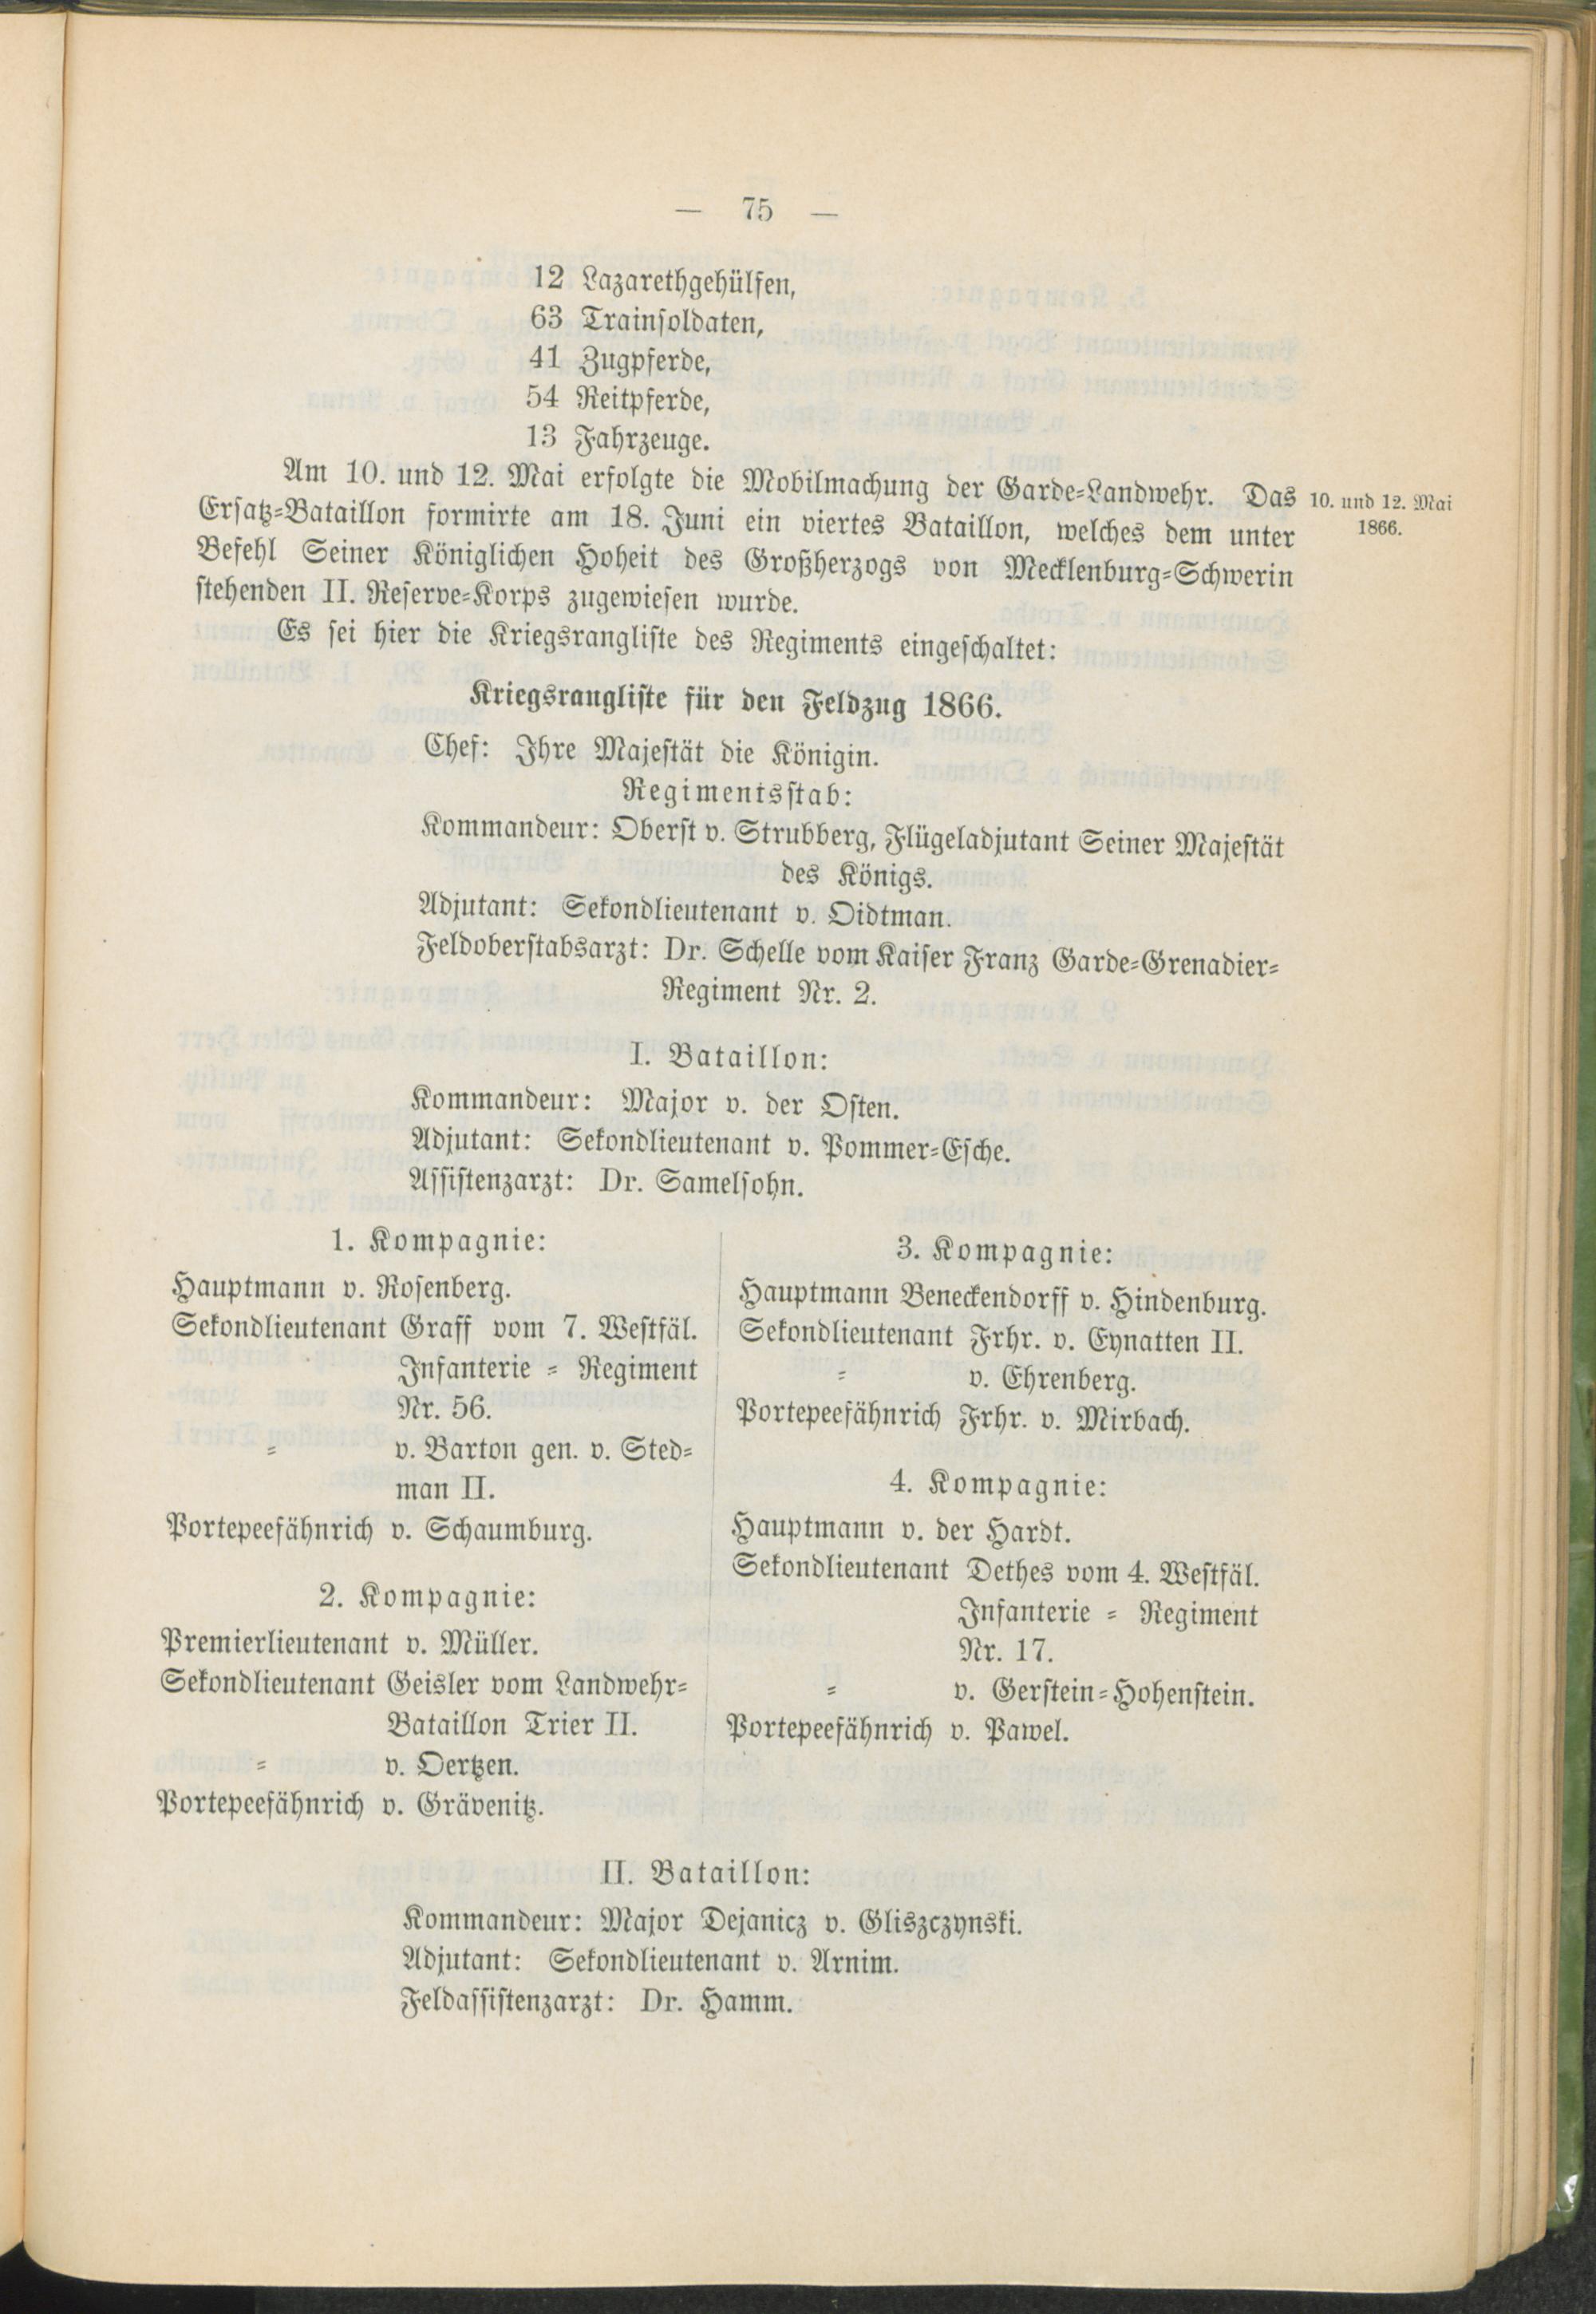 — 75 —
12 Lazarethgehülfen,
63 Trainsoldaten,
41 Zugpferde,
54 Reitpferde,
13 Fahrzeuge.
Am 10. und 12. Mai erfolgte die Mobilmachung der Garde-Landwehr. Das
Ersatz-Bataillon formirte am 18. Juni ein viertes Bataillon, welches dem unter
Befehl Seiner Königlichen Hoheit des Großherzogs von Mecklenburg-Schwerin
stehenden II. Reserve-Korps zugewiesen wurde.
10. und 12. Mai
1866.
Es sei hier die Kriegsrangliste des Regiments eingeschaltet:
Kriegsrangliste für den Feldzug 1866.
Chef: Ihre Majestät die Königin.
Regimentsstab:
Kommandeur: Oberst v. Strubberg, Flügeladjutant Seiner Majestät
des Königs.
Adjutant: Sekondlieutenant v. Oidtman.
Feldoberstabsarzt: Dr. Schelle vom Kaiser Franz Garde-Grenadier-
Regiment Nr. 2.
I. Bataillon:
Kommandeur: Major v. der Osten.
Adjutant: Sekondlieutenant v. Pommer-Esche.
Assistenzarzt: Dr. Samelsohn.
1. Kompagnie:
Hauptmann v. Rosenberg.
Sekondlieutenant Graff vom 7. Westfäl.
Infanterie-Regiment
Nr. 56.
= v. Barton gen. v. Sted-
man II.
Portepeefähnrich v. Schaumburg.
2. Kompagnie:
Premierlieutenant v. Müller.
Sekondlieutenant Geisler vom Landwehr-
Bataillon Trier II.
= v. Oertzen.
Portepeefähnrich v. Grävenitz.
3. Kompagnie:
Hauptmann Beneckendorff v. Hindenburg.
Sekondlieutenant Frhr. v. Eynatten II.
= v. Ehrenberg.
Portepeefähnrich Frhr. v. Mirbach.
4. Kompagnie:
Hauptmann v. der Hardt.
Sekondlieutenant Dethes vom 4. Westfäl.
Infanterie-Regiment
Nr. 17.
= v. Gerstein-Hohenstein.
Portepeefähnrich v. Pawel.
II. Bataillon:
Kommandeur: Major Dejanicz v. Gliszczynski.
Adjutant: Sekondlieutenant v. Arnim.
Feldassistenzarzt: Dr. Hamm.